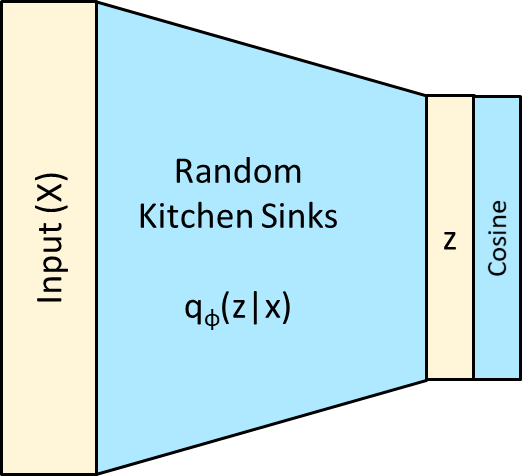 Input (X)
Random
Kitchen Sinks
qϕ(z|x)
z
Cosine